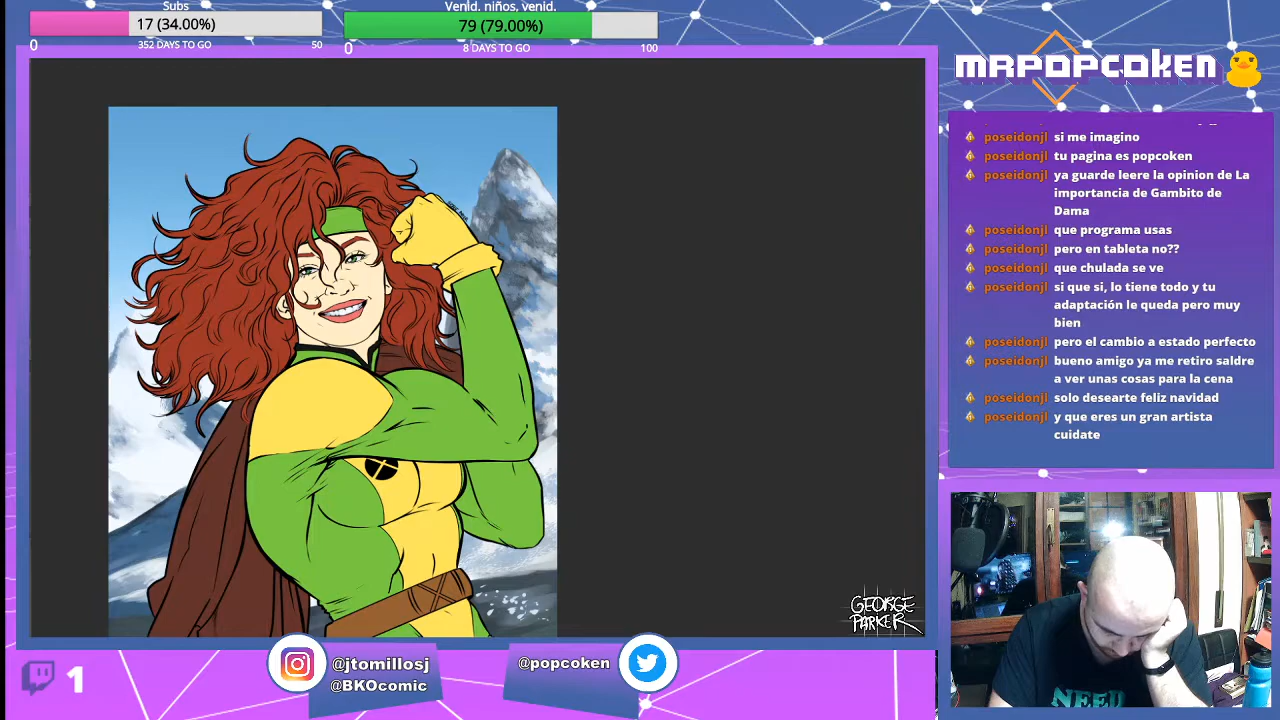 Subs
17 (34.00%)
0
352 DAYS TO GO
50
Venid, niños, venid.
79 (79.00%)
0
8 DAYS TO GO
100
MRPOPCOKEN
poseidonjl si me imagino
poseidonjl tu pagina es popcoken
poseidonjl ya guarde leere la opinion de La
importancia de Gambito de
Dama
poseidonjl que programa usas
poseidonjl pero en tableta no??
poseidonjl que chulada se ve
poseidonjl si que si, lo tiene todo y tu
adaptación le queda pero muy
bien
poseidonjl pero el cambio a estado perfecto
poseidonjl bueno amigo ya me retiro saldre
a ver unas cosas para la cena
poseidonjl solo desearte feliz navidad
poseidonjl y que eres un gran artista
cuidate
GEORGE
PARKER
NEED
1
@jtomillosj
@BKOcomic
@popcoken